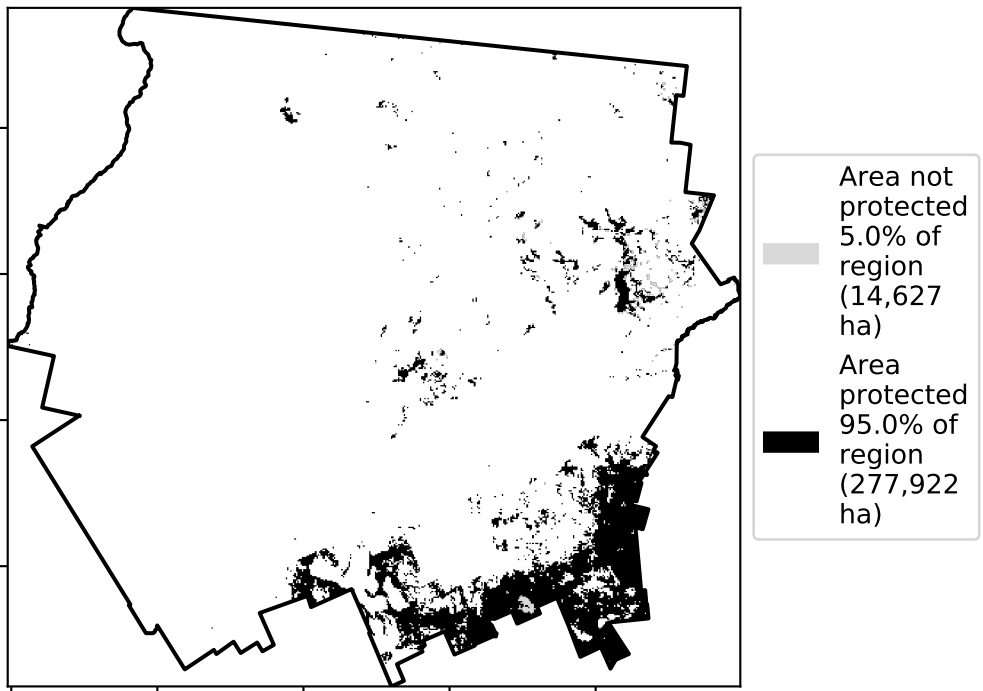 Area not
protected
5.0% of
region
(14,627
ha)
Area
protected
95.0% of
region
(277,922
ha)